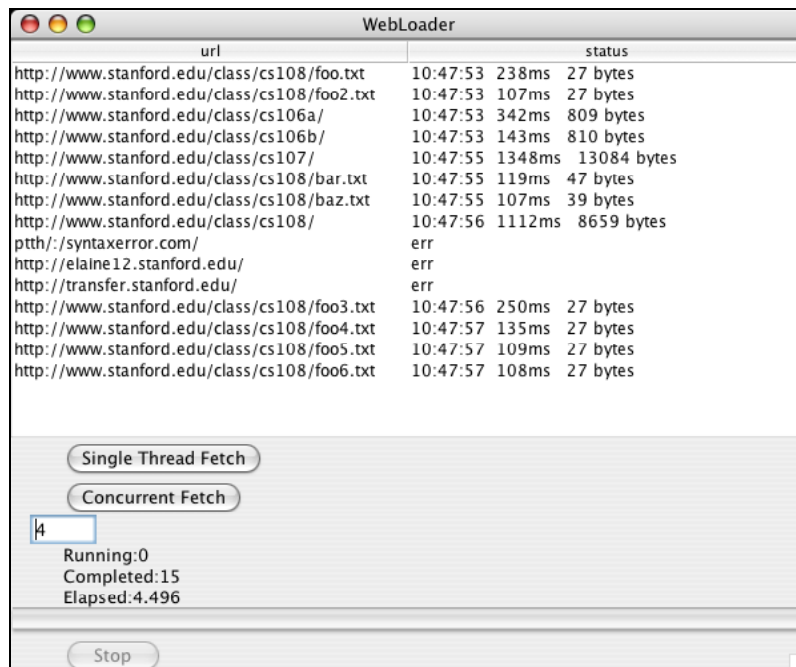 WebLoader
url status
http://www.stanford.edu/class/cs108/foo.txt 10:47:53 238ms 27 bytes
http://www.stanford.edu/class/cs108/foo2.txt 10:47:53 107ms 27 bytes
http://www.stanford.edu/class/cs106a/ 10:47:53 342ms 809 bytes
http://www.stanford.edu/class/cs106b/ 10:47:53 143ms 810 bytes
http://www.stanford.edu/class/cs107/ 10:47:55 1348ms 13084 bytes
http://www.stanford.edu/class/cs108/bar.txt 10:47:55 119ms 47 bytes
http://www.stanford.edu/class/cs108/baz.txt 10:47:55 107ms 39 bytes
http://www.stanford.edu/class/cs108/ 10:47:56 1112ms 8659 bytes
ptth/:/syntaxerror.com/ err
http://elaine12.stanford.edu/ err
http://transfer.stanford.edu/ err
http://www.stanford.edu/class/cs108/foo3.txt 10:47:56 250ms 27 bytes
http://www.stanford.edu/class/cs108/foo4.txt 10:47:57 135ms 27 bytes
http://www.stanford.edu/class/cs108/foo5.txt 10:47:57 109ms 27 bytes
http://www.stanford.edu/class/cs108/foo6.txt 10:47:57 108ms 27 bytes
Single Thread Fetch
Concurrent Fetch
4
Running:0
Completed:15
Elapsed:4.496
Stop